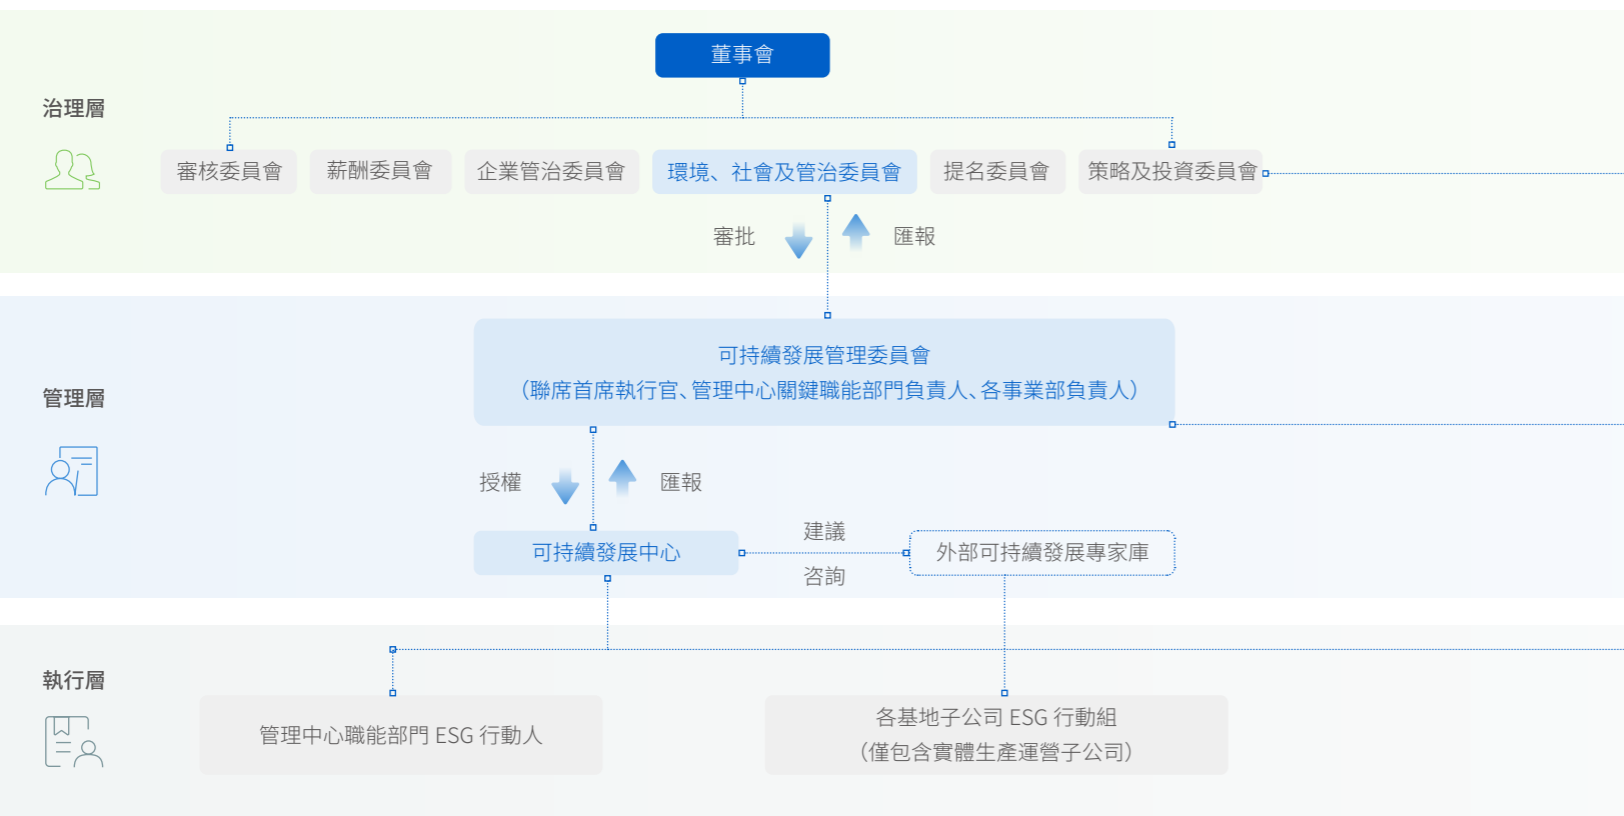 董事會
治理層
審核委員會
薪酬委員會
企業管治委員會
環境、社會及管治委員會
提名委員會
策略及投資委員會
審批
匯報
可持續發展管理委員會
（聯席首席執行官、管理中心關鍵職能部門負責人、各事業部負責人）
管理層
授權
匯報
可持續發展中心
建議
咨詢
外部可持續發展專家庫
執行層
管理中心職能部門 ESG 行動人
各基地子公司 ESG 行動組
（僅包含實體生產運營子公司）